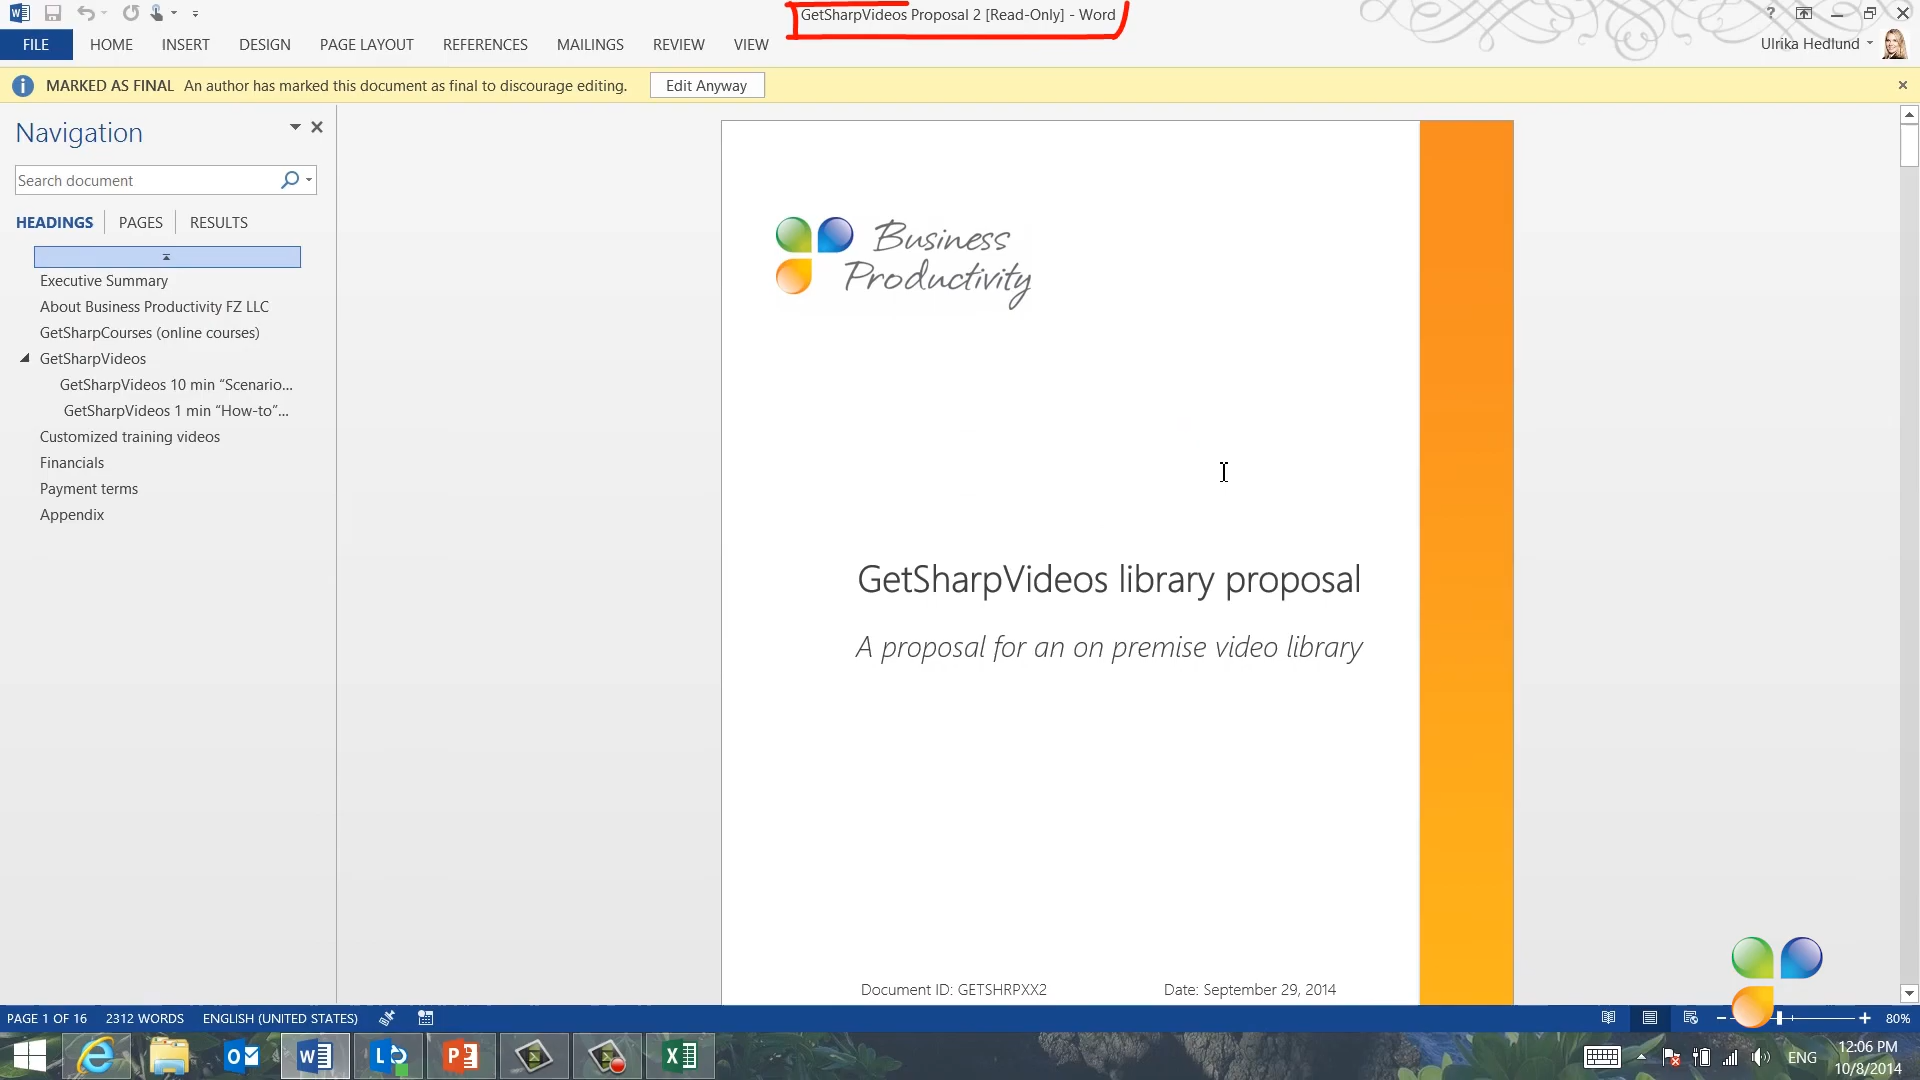 GetSharpVideos Proposal 2 [Read-Only] - Word
?
FILE HOME INSERT DESIGN PAGE LAYOUT REFERENCES MAILINGS REVIEW VIEW
Ulrika Hedlund
MARKED AS FINAL An author has marked this document as final to discourage editing. Edit Anyway
Navigation
Search document
HEADINGS PAGES RESULTS
Executive Summary
About Business Productivity FZ LLC
GetSharpCourses (online courses)
GetSharpVideos
GetSharpVideos 10 min “Scenario...
GetSharpVideos 1 min “How-to”...
Customized training videos
Financials
Payment terms
Appendix
Business
Productivity
GetSharpVideos library proposal
A proposal for an on premise video library
Document ID: GETSHRPXX2 Date: September 29, 2014
PAGE 1 OF 16 2312 WORDS ENGLISH (UNITED STATES)
80%
ENG
12:06 PM
10/8/2014